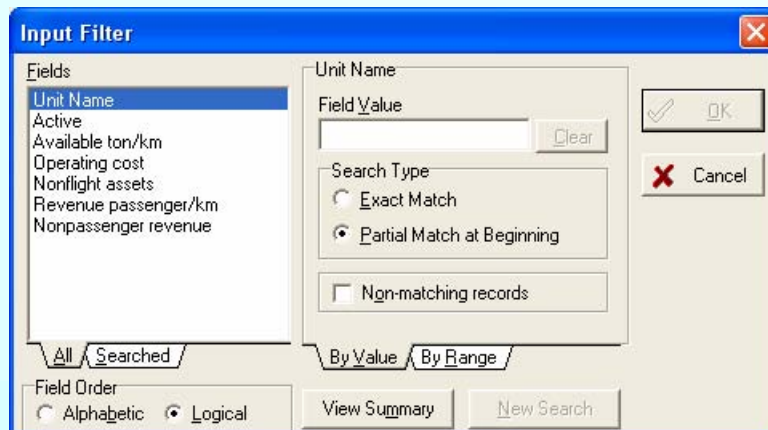 Input Filter
Fields
Unit Name
Active
Available ton/km
Operating cost
Nonflight assets
Revenue passenger/km
Nonpassenger revenue
All
Searched
Field Order
Alphabetic
Logical
Unit Name
Field Value
Clear
Search Type
Exact Match
Partial Match at Beginning
Non-matching records
By Value
By Range
View Summary
New Search
OK
Cancel